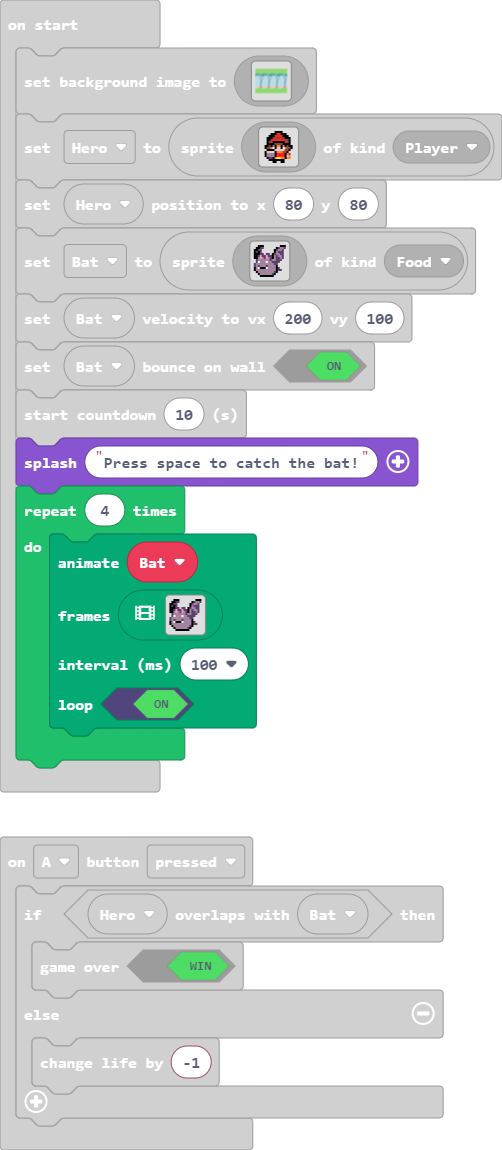 on start
set background image to
set Hero to sprite of kind Player
set Hero position to x 80 y 80
set Bat to sprite of kind Food
set Bat velocity to vx 200 vy 100
set Bat bounce on wall ON
start countdown 10 (s)
splash "Press space to catch the bat!"
repeat 4 times
do
animate Bat
frames
interval (ms) 100
loop ON
on A button pressed
if Hero overlaps with Bat then
game over WIN
else
change life by -1